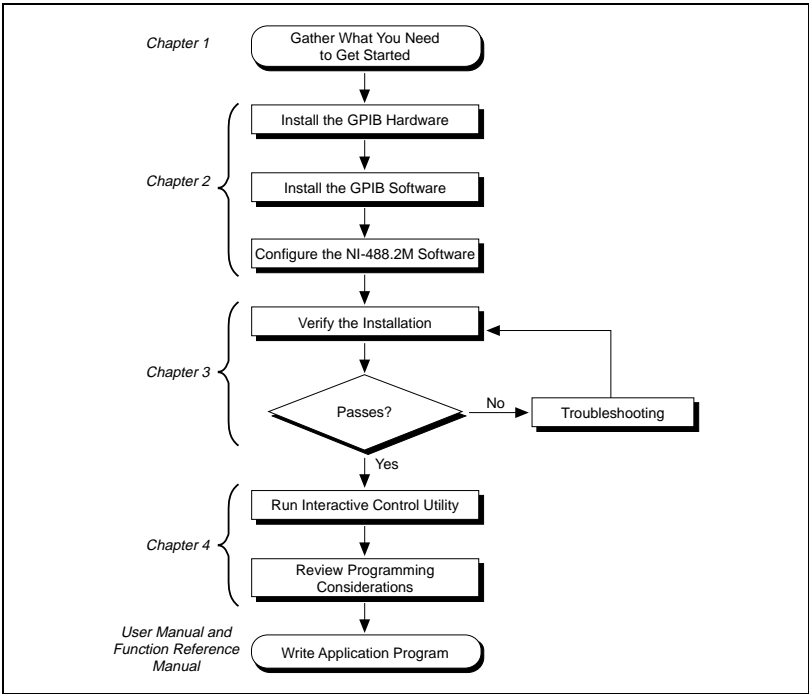 Chapter 1
Gather What You Need
to Get Started
Install the GPIB Hardware
Chapter 2
Install the GPIB Software
Configure the NI-488.2M Software
Verify the Installation
Chapter 3
Passes?
No
Troubleshooting
Yes
Run Interactive Control Utility
Chapter 4
Review Programming
Considerations
User Manual and
Function Reference
Manual
Write Application Program